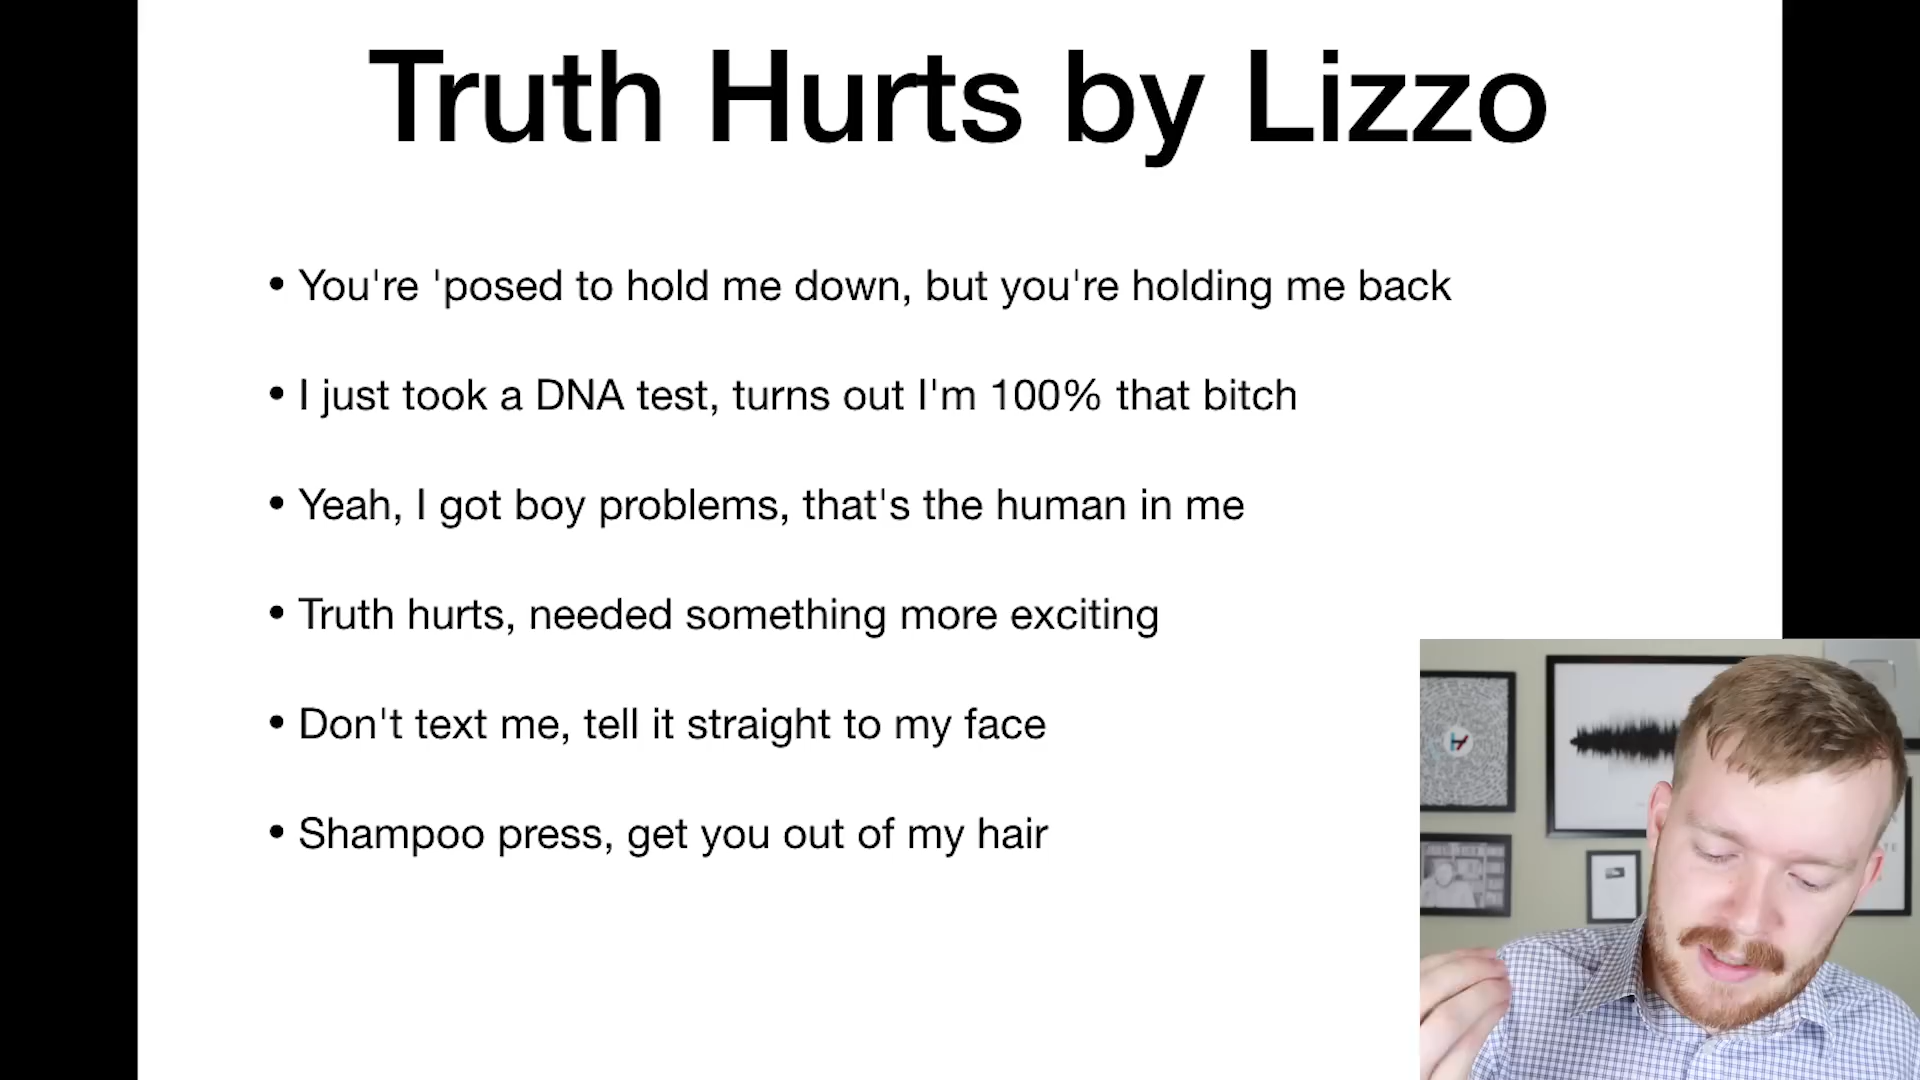 Truth Hurts by Lizzo
• You're 'posed to hold me down, but you're holding me back
• I just took a DNA test, turns out I'm 100% that bitch
• Yeah, I got boy problems, that's the human in me
• Truth hurts, needed something more exciting
• Don't text me, tell it straight to my face
• Shampoo press, get you out of my hair